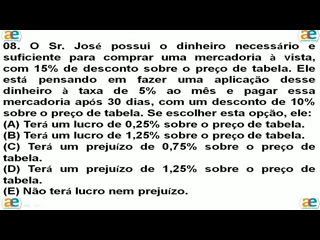 08. O Sr. José possui o dinheiro necessário e
suficiente para comprar uma mercadoria à vista,
com 15% de desconto sobre o preço de tabela. Ele
está pensando em fazer uma aplicação desse
dinheiro à taxa de 5% ao mês e pagar essa
mercadoria após 30 dias, com um desconto de 10%
sobre o preço de tabela. Se escolher esta opção, ele:
(A) Terá um lucro de 0,25% sobre o preço de tabela.
(B) Terá um lucro de 1,25% sobre o preço de tabela.
(C) Terá um prejuízo de 0,75% sobre o preço de
tabela.
(D) Terá um prejuízo de 1,25% sobre o preço de
tabela.
(E) Não terá lucro nem prejuízo.
ae
ae
ae
ae